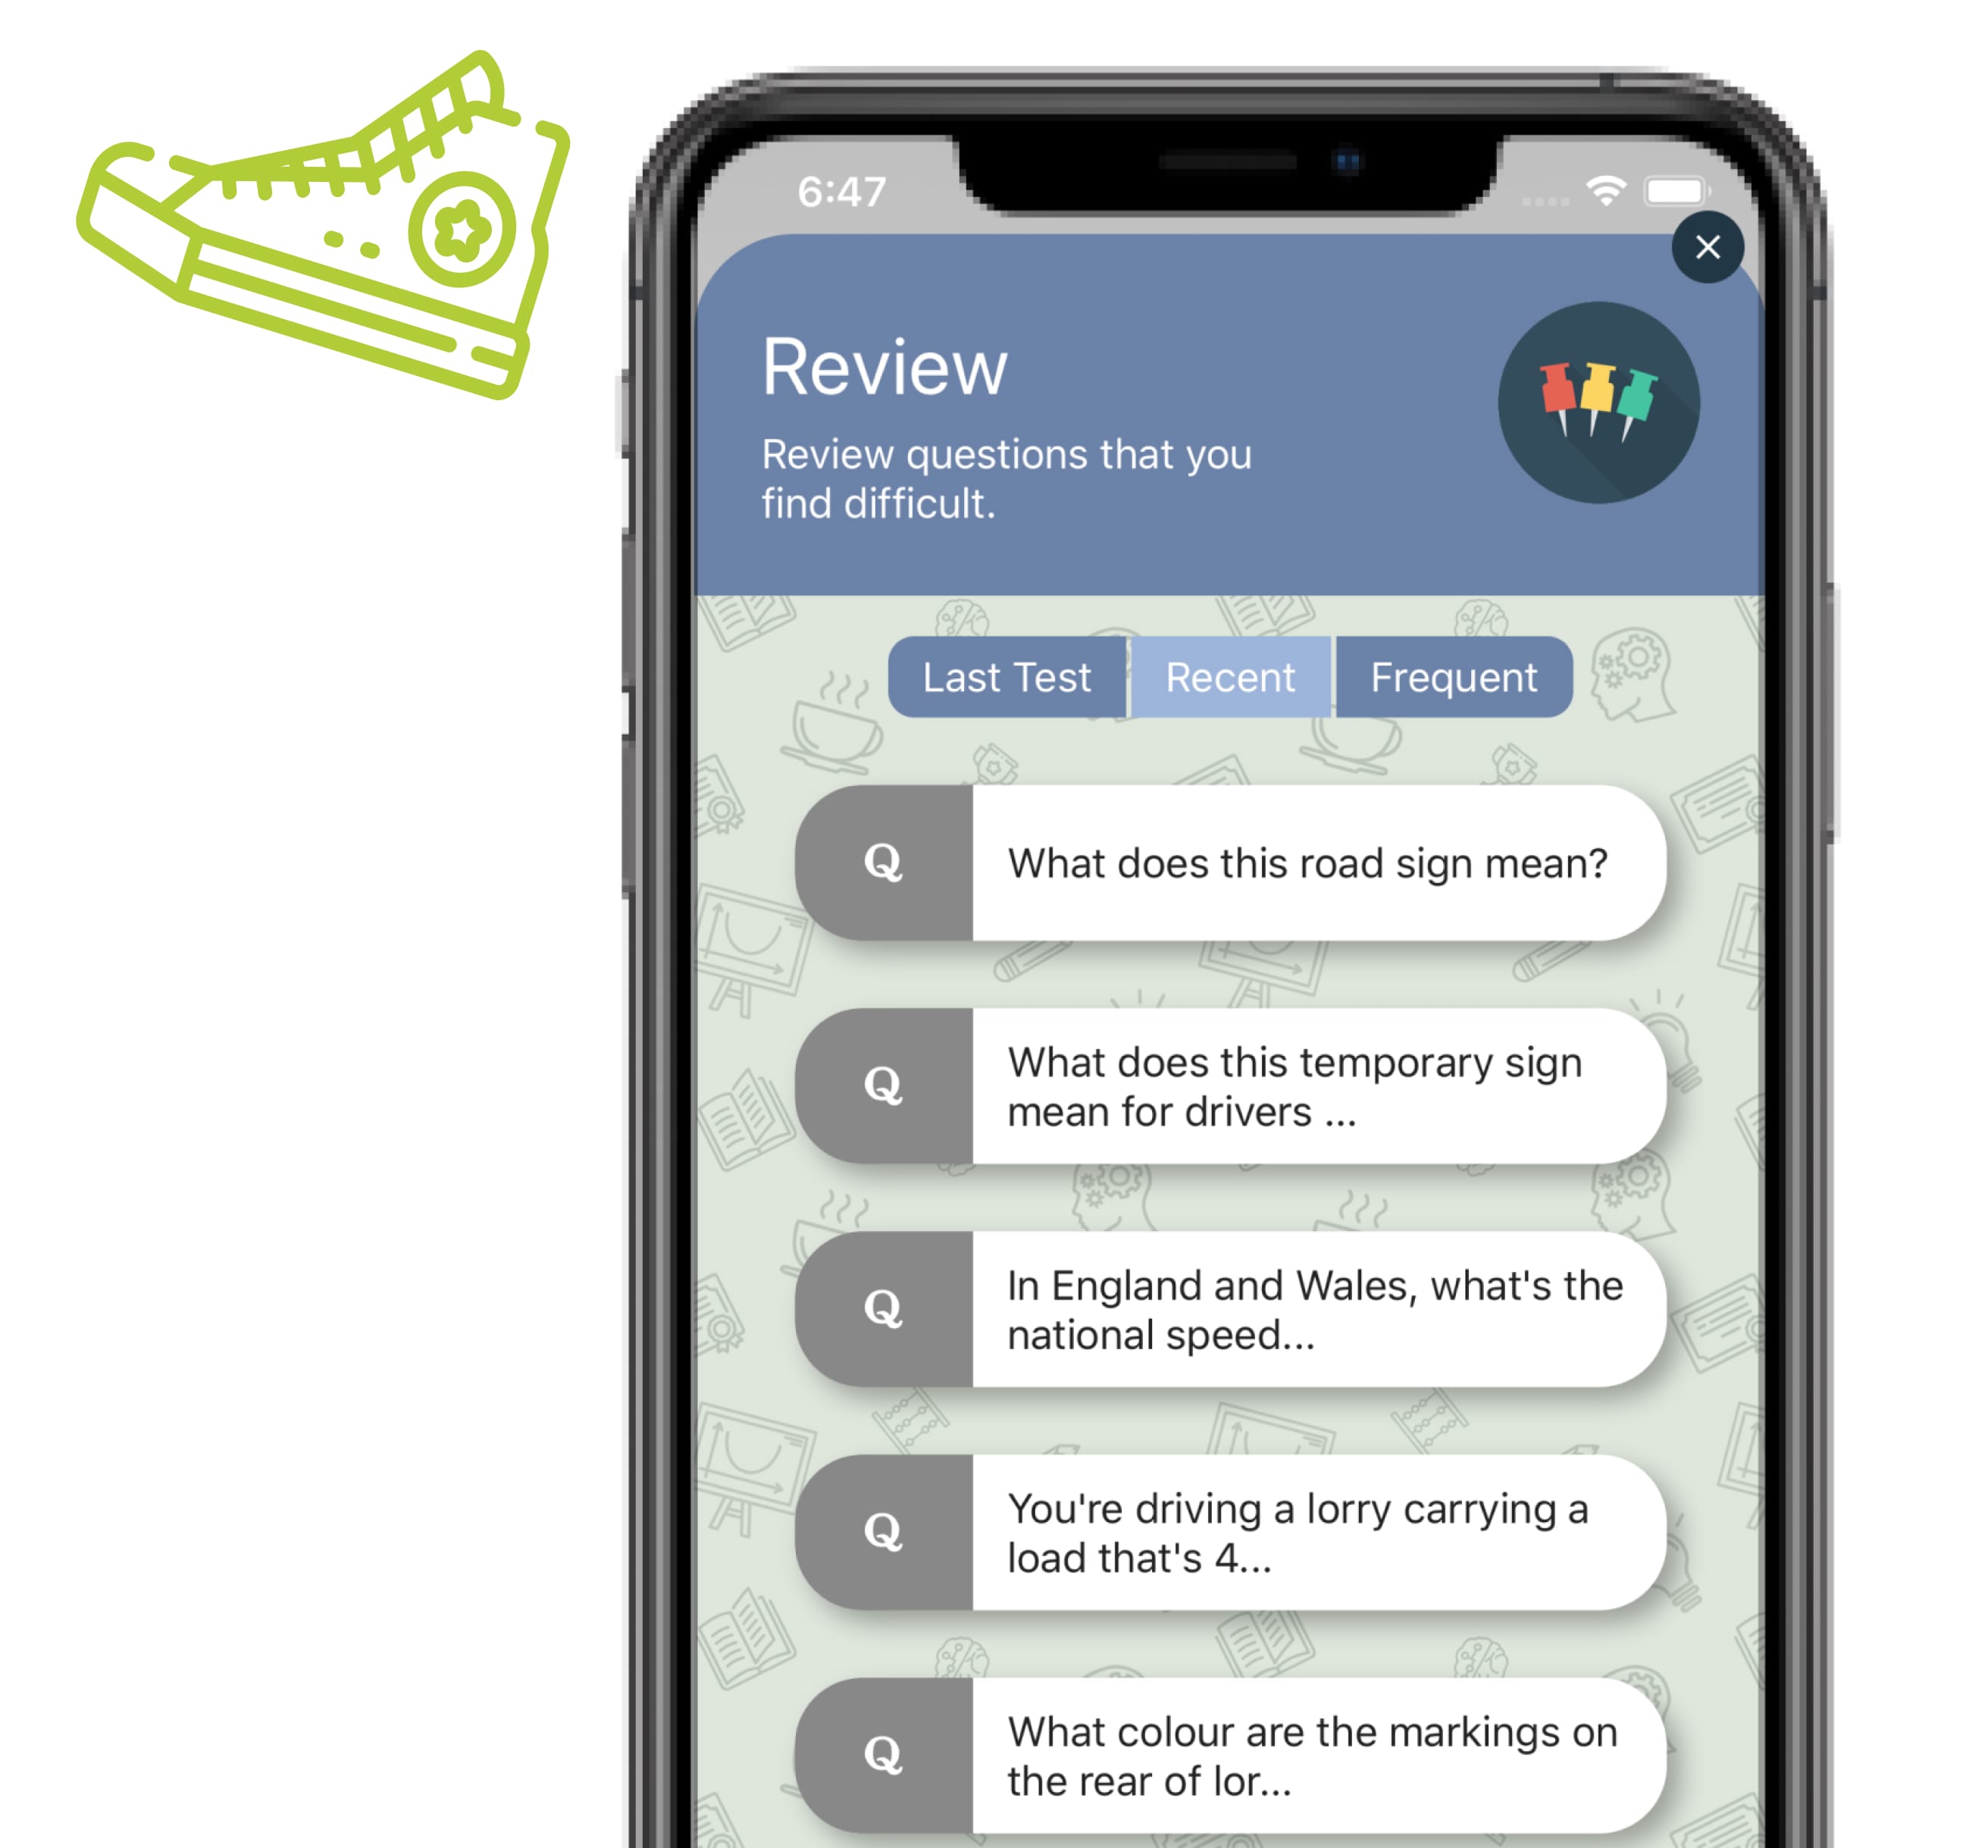 6:47
Review
Review questions that you
find difficult.
Last Test Recent Frequent
Q What does this road sign mean?
Q What does this temporary sign
mean for drivers ...
Q In England and Wales, what's the
national speed...
Q You're driving a lorry carrying a
load that's 4...
Q What colour are the markings on
the rear of lor...